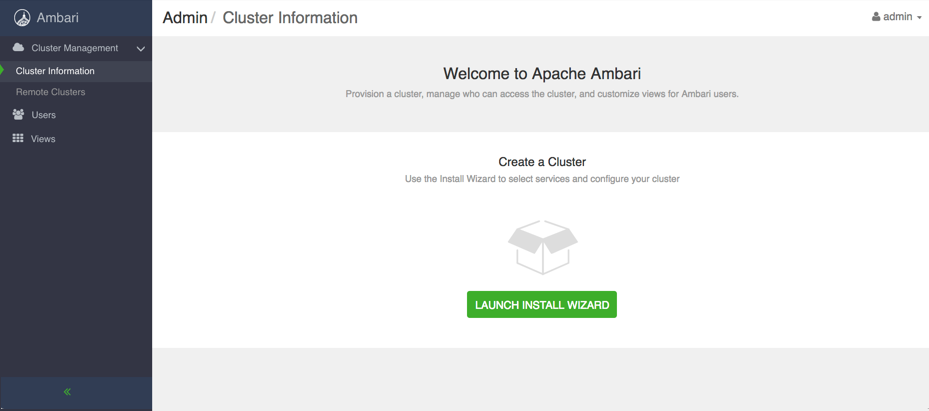 Ambari
Admin / Cluster Information
admin
Cluster Management
Cluster Information
Remote Clusters
Users
Views
Welcome to Apache Ambari
Provision a cluster, manage who can access the cluster, and customize views for Ambari users.
Create a Cluster
Use the Install Wizard to select services and configure your cluster
LAUNCH INSTALL WIZARD